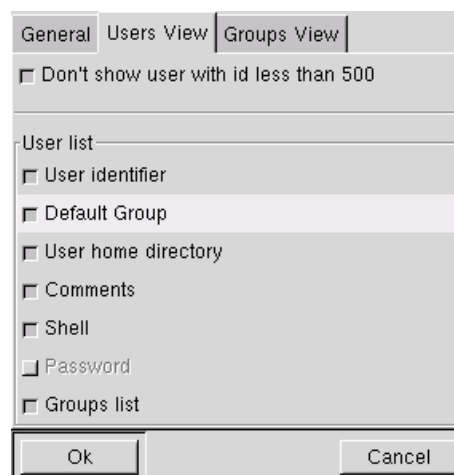 General Users View Groups View
Don't show user with id less than 500
User list
User identifier
Default Group
User home directory
Comments
Shell
Password
Groups list
Ok Cancel